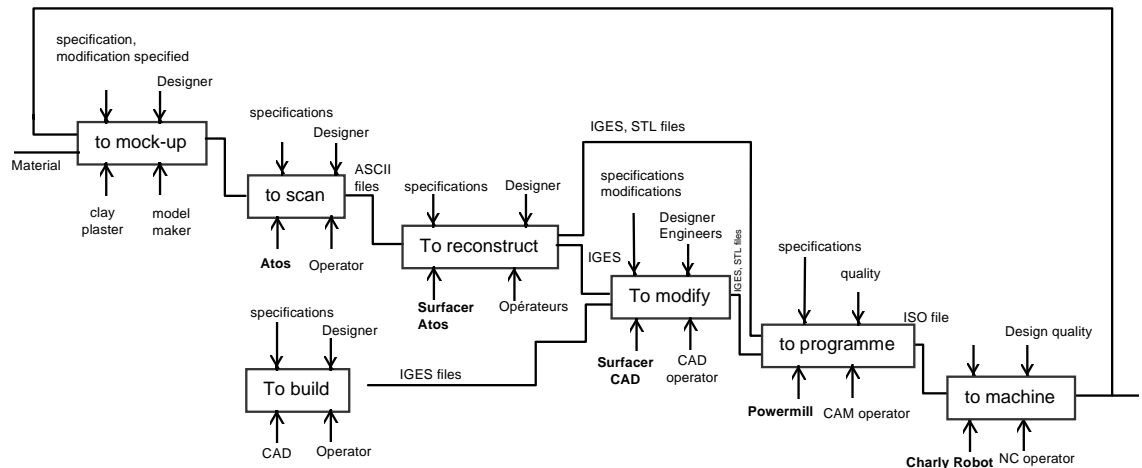 specification,
modification specified
Designer
to mock-up
Material
clay
plaster
model
maker
specifications
Designer
to scan
ASCII
files
Atos
Operator
specifications
Designer
To reconstruct
Surfacer
Atos
Opérateurs
IGES, STL files
IGES
specifications
modifications
Designer
Engineers
To modify
Surfacer
CAD
CAD
operator
IGES, STL files
specifications
Designer
To build
CAD
Operator
IGES files
specifications
quality
to programme
Powermill
CAM operator
ISO file
Design quality
to machine
Charly Robot
NC operator